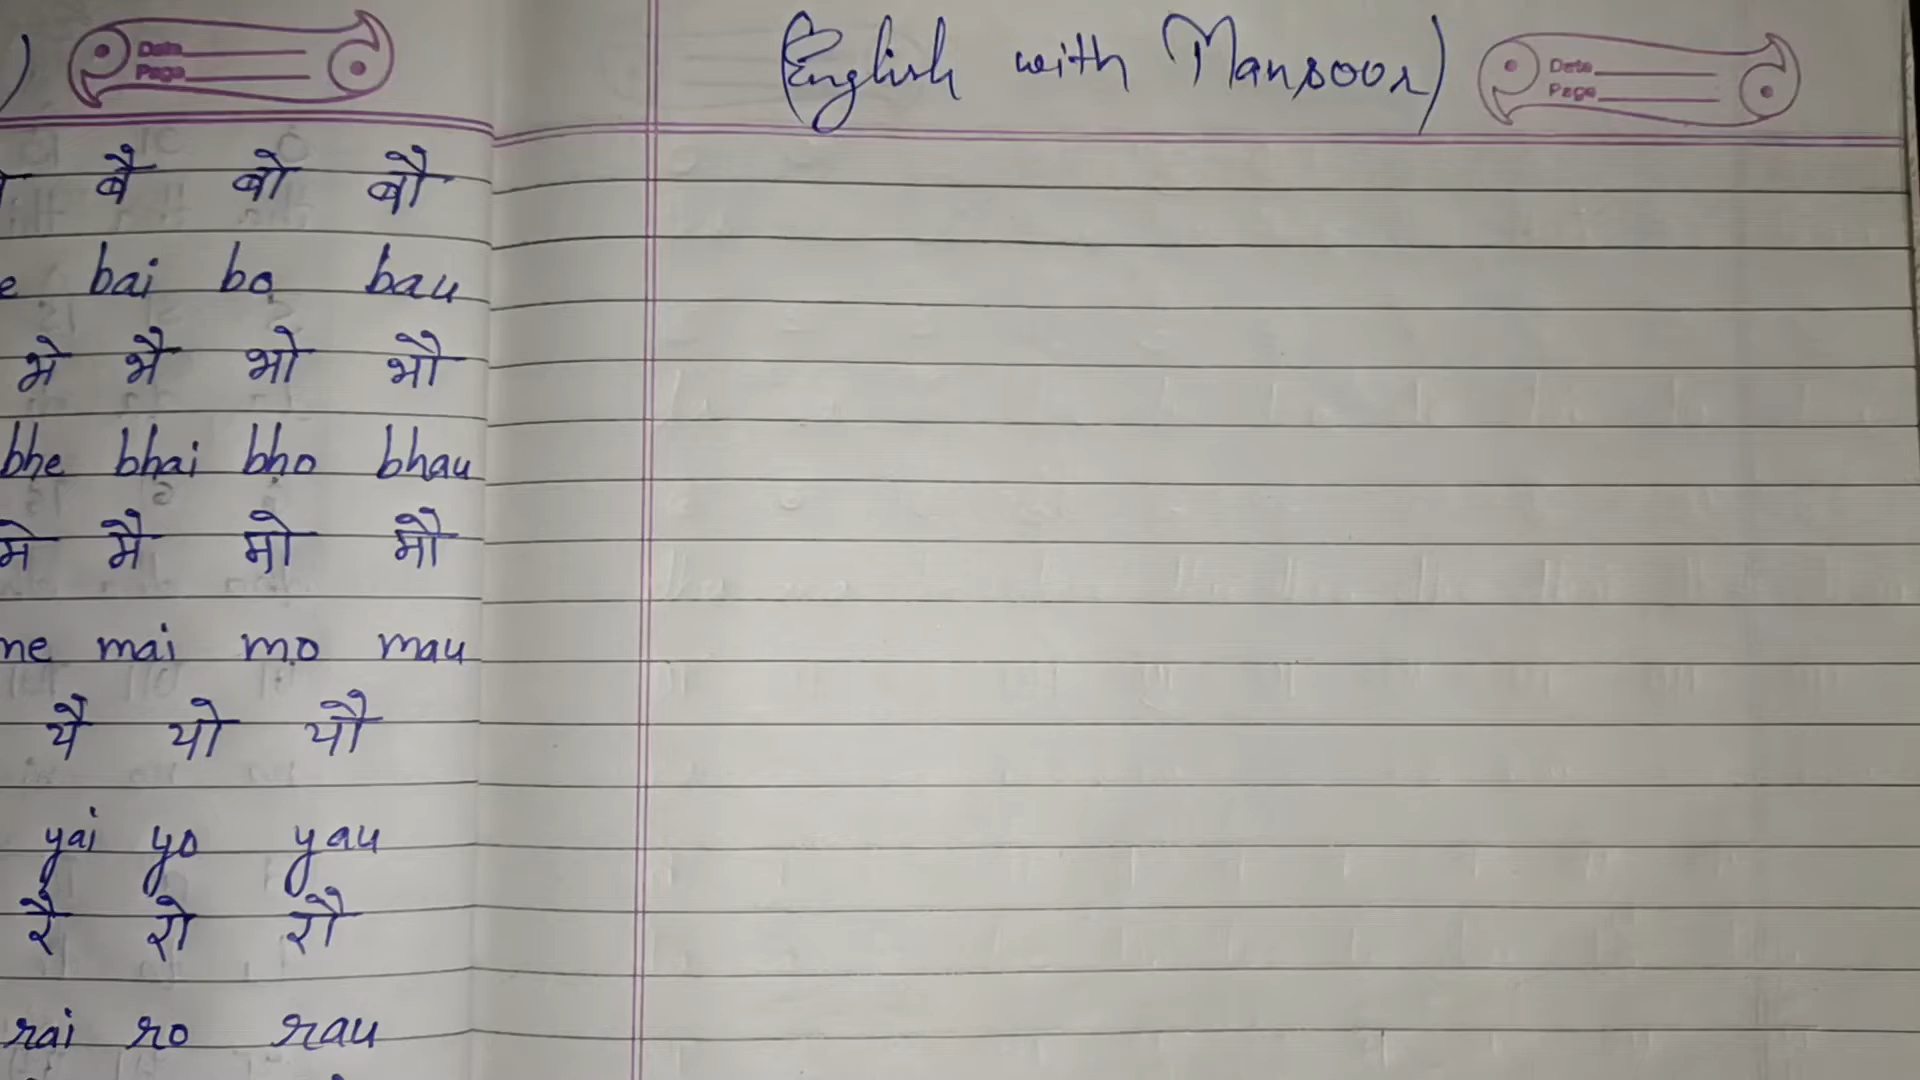 Date
Page
बै बो बौ
bai bo bau
भे भै भो भौ
bhe bhai bho bhau
मे मै मो मौ
me mai mo mau
यै यो यौ
yai yo yau
रै रो रौ
rai ro rau
(English with Mansoor)
Date
Page